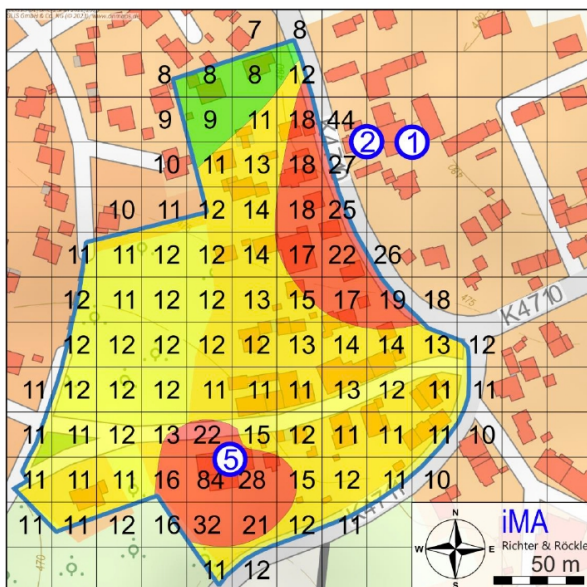 7 8
8 8 8 12
9 9 11 18 44
K4710
2 1
10 11 13 18 27
10 11 12 14 18 25
11 11 12 12 14 17 22 26
12 11 12 12 13 15 17 19 18
475
K4710
12 12 12 12 12 13 14 14 13 12
11 12 12 12 11 11 11 13 12 11 11
11 11 12 13 22 15 12 11 11 11 10
5
11 11 11 16 84 28 15 12 11 10
11 11 12 16 32 21 12 11
470
11 12
N
W E
S
iMA
Richter & Röckle
50 m